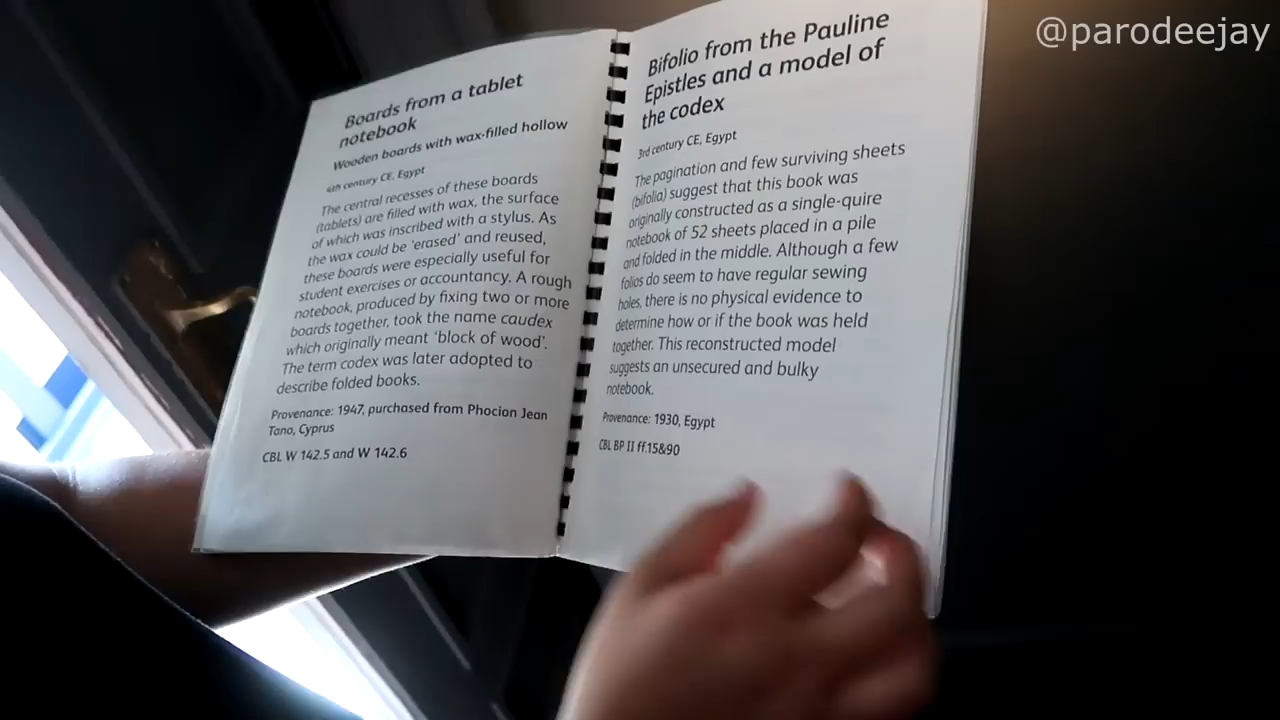 @parodeejay
Boards from a tablet
notebook
Wooden boards with wax-filled hollow
4th century CE, Egypt
The central recesses of these boards
(tablets) are filled with wax, the surface
of which was inscribed with a stylus. As
the wax could be 'erased' and reused,
these boards were especially useful for
student exercises or accountancy. A rough
notebook, produced by fixing two or more
boards together, took the name caudex
which originally meant 'block of wood'.
The term codex was later adopted to
describe folded books.
Provenance: 1947, purchased from Phocion Jean
Tano, Cyprus
CBL W 142.5 and W 142.6
Bifolio from the Pauline
Epistles and a model of
the codex
3rd century CE, Egypt
The pagination and few surviving sheets
(bifolia) suggest that this book was
originally constructed as a single-quire
notebook of 52 sheets placed in a pile
and folded in the middle. Although a few
folios do seem to have regular sewing
holes, there is no physical evidence to
determine how or if the book was held
together. This reconstructed model
suggests an unsecured and bulky
notebook.
Provenance: 1930, Egypt
CBL BP II ff.15&90